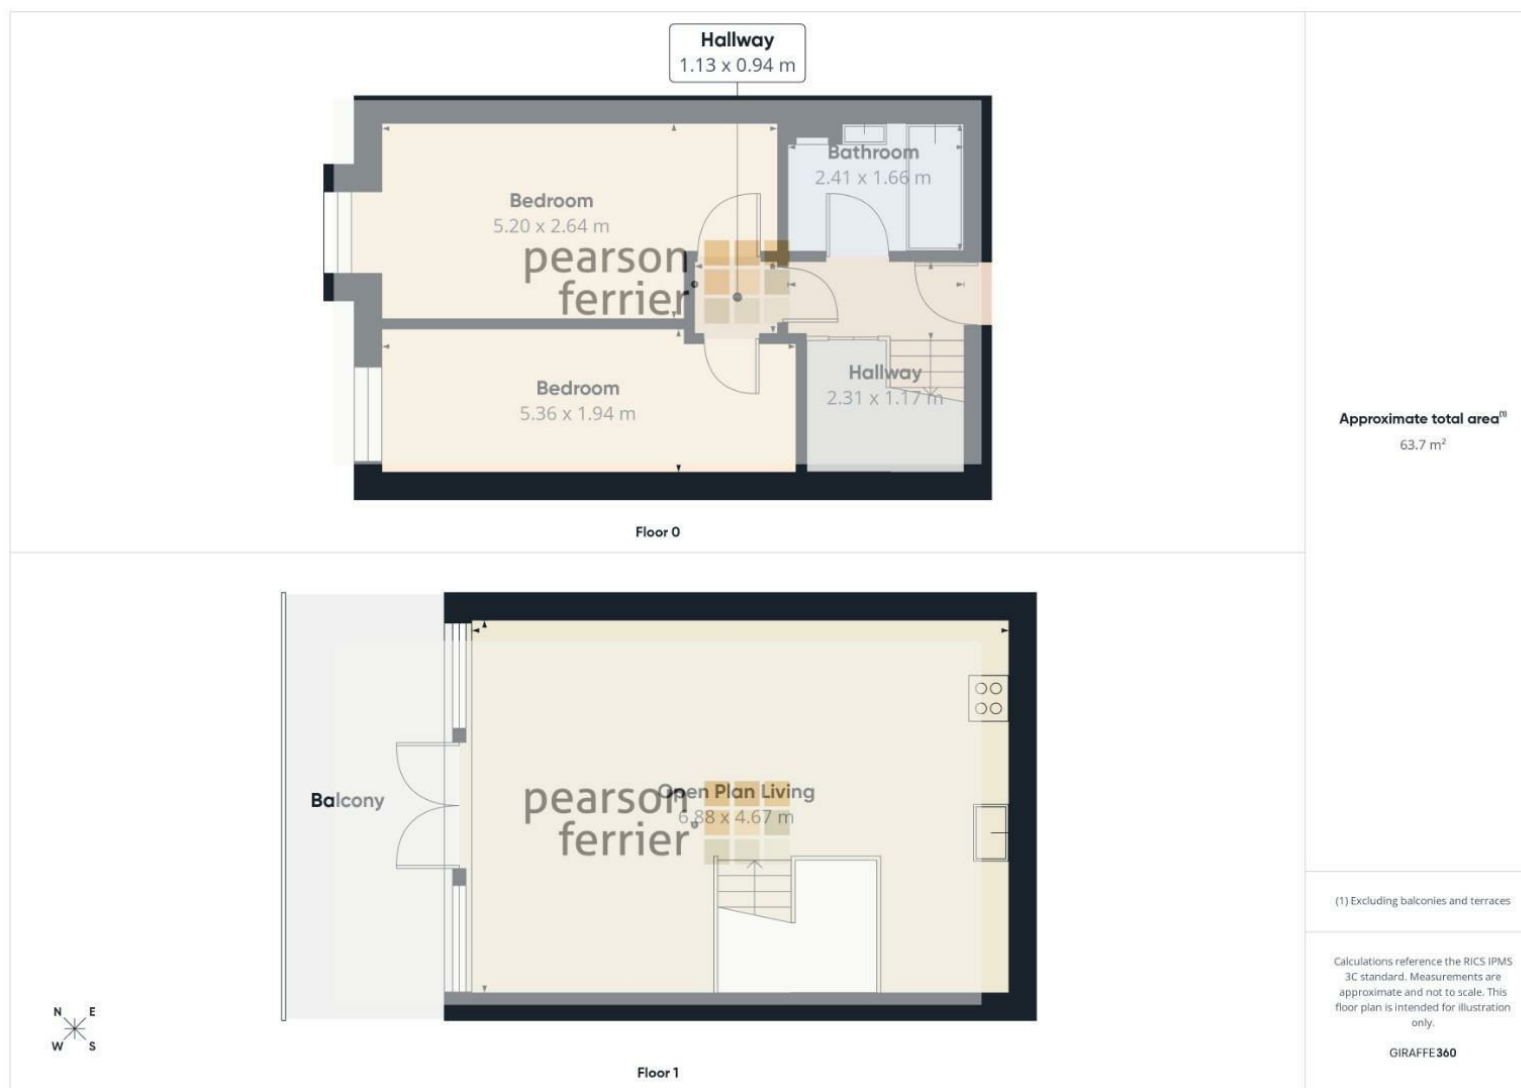 Hallway
1.13 x 0.94 m
Bathroom
2.41 x 1.66 m
Bedroom
5.20 x 2.64 m
pearson
ferrier
Hallway
2.31 x 1.17 m
Bedroom
5.36 x 1.94 m
Floor 0
Approximate total area(1)
63.7 m²
Balcony
Open Plan Living
6.88 x 4.67 m
pearson
ferrier
N E
W S
Floor 1
(1) Excluding balconies and terraces
Calculations reference the RICS IPMS
3C standard. Measurements are
approximate and not to scale. This
floor plan is intended for illustration
only.
GIRAFFE360